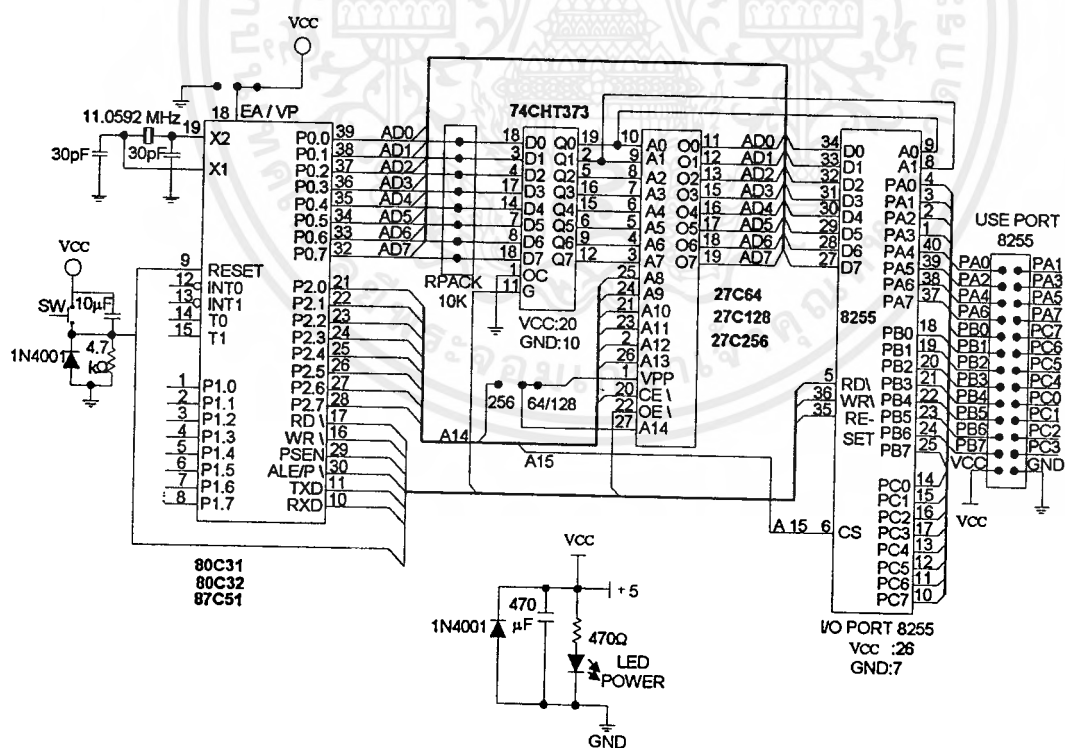 Vcc
18 EA / VP
11.0592 MHz
19 X2
30pF
30pF
X1
Vcc
SW
10µF
1N4001
4.7
kΩ
9 RESET
12 INT0
13 INT1
14 T0
15 T1
1 P1.0
2 P1.1
3 P1.2
4 P1.3
5 P1.4
6 P1.5
7 P1.6
8 P1.7
P0.0 39 AD0
P0.1 38 AD1
P0.2 37 AD2
P0.3 36 AD3
P0.4 35 AD4
P0.5 34 AD5
P0.6 33 AD6
P0.7 32 AD7
P2.0 21
P2.1 22
P2.2 23
P2.3 24
P2.4 25
P2.5 26
P2.6 27
P2.7 28
RD \ 17
WR \ 16
PSEN 29
ALE/P \ 30
TXD 11
RXD 10
80C31
80C32
87C51
RPACK
10K
74CHT373
18 D0 Q0 19
3 D1 Q1 2
4 D2 Q2 5
17 D3 Q3 16
14 D4 Q4 15
7 D5 Q5 6
8 D6 Q6 9
18 D7 Q7 12
1 OC
11 G
VCC:20
GND:10
256
64/128
A14
A15
10 A0 O0 11 AD0
9 A1 O1 12 AD1
8 A2 O2 13 AD2
7 A3 O3 15 AD3
6 A4 O4 16 AD4
5 A5 O5 17 AD5
4 A6 O6 18 AD6
3 A7 O7 19 AD7
25 A8
24 A9
21 A10
23 A11
2 A12
26 A13
1 VPP
20 CE \
22 OE \
27 A14
27C64
27C128
27C256
34 D0
33 D1
32 D2
31 D3
30 D4
29 D5
28 D6
27 D7
8255
5 RD\
36 WR\
35 RE-
SET
A 15 6 CS
A0 9
A1 8
PA0 4
PA1 3
PA2 2
PA3 1
PA4 40
PA5 39
PA6 38
PA7 37
PB0 18
PB1 19
PB2 20
PB3 21
PB4 22
PB5 23
PB6 24
PB7 25
PC0 14
PC1 15
PC2 16
PC3 17
PC4 13
PC5 12
PC6 11
PC7 10
I/O PORT 8255
Vcc :26
GND:7
USE PORT
8255
PA0 PA1
PA2 PA3
PA4 PA5
PA6 PA7
PB0 PC7
PB1 PC6
PB2 PC5
PB3 PC4
PB4 PC0
PB5 PC1
PB6 PC2
PB7 PC3
VCC GND
Vcc
Vcc
+ 5
1N4001
470
µF
470Ω
LED
POWER
GND